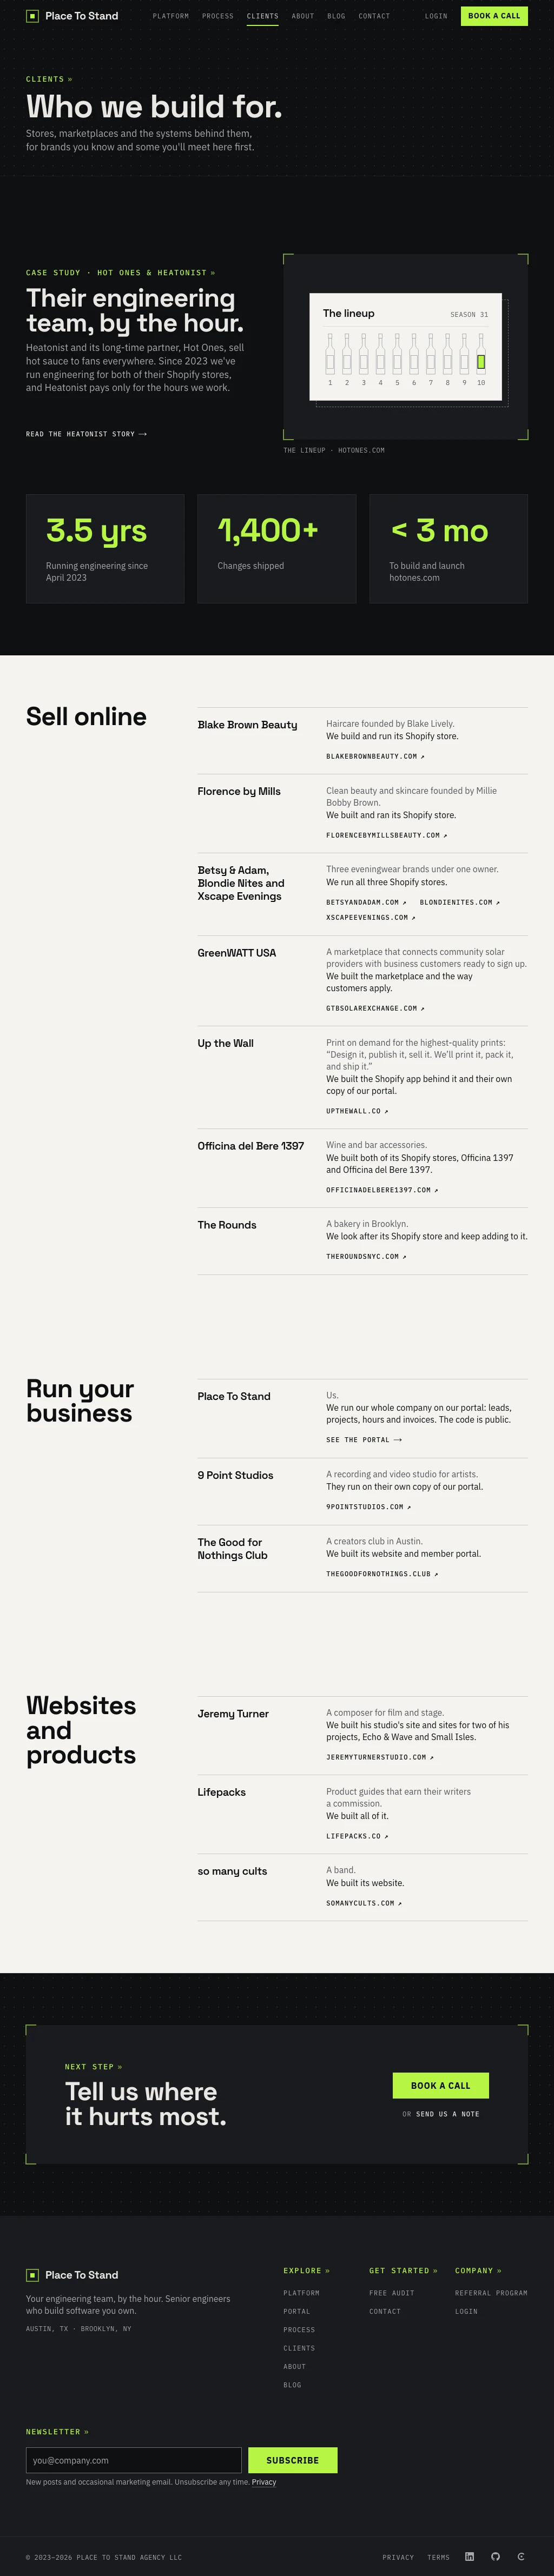 Place To Stand
PLATFORM PROCESS CLIENTS ABOUT BLOG CONTACT
LOGIN
BOOK A CALL
CLIENTS »
Who we build for.
Stores, marketplaces and the systems behind them,
for brands you know and some you'll meet here first.
CASE STUDY · HOT ONES & HEATONIST »
Their engineering
team, by the hour.
Heatonist and its long-time partner, Hot Ones, sell
hot sauce to fans everywhere. Since 2023 we've
run engineering for both of their Shopify stores,
and Heatonist pays only for the hours we work.
READ THE HEATONIST STORY →
The lineup
SEASON 31
1 2 3 4 5 6 7 8 9 10
THE LINEUP · HOTONES.COM
3.5 yrs
Running engineering since
April 2023
1,400+
Changes shipped
< 3 mo
To build and launch
hotones.com
Sell online
Blake Brown Beauty
Haircare founded by Blake Lively.
We build and run its Shopify store.
BLAKEBROWNBEAUTY.COM ↗
Florence by Mills
Clean beauty and skincare founded by Millie
Bobby Brown.
We built and ran its Shopify store.
FLORENCEBYMILLSBEAUTY.COM ↗
Betsy & Adam,
Blondie Nites and
Xscape Evenings
Three eveningwear brands under one owner.
We run all three Shopify stores.
BETSYANDADAM.COM ↗ BLONDIENITES.COM ↗
XSCAPEEVENINGS.COM ↗
GreenWATT USA
A marketplace that connects community solar
providers with business customers ready to sign up.
We built the marketplace and the way
customers apply.
GTBSOLAREXCHANGE.COM ↗
Up the Wall
Print on demand for the highest-quality prints:
“Design it, publish it, sell it. We'll print it, pack it,
and ship it.”
We built the Shopify app behind it and their own
copy of our portal.
UPTHEWALL.CO ↗
Officina del Bere 1397
Wine and bar accessories.
We built both of its Shopify stores, Officina 1397
and Officina del Bere 1397.
OFFICINADELBERE1397.COM ↗
The Rounds
A bakery in Brooklyn.
We look after its Shopify store and keep adding to it.
THEROUNDSNYC.COM ↗
Run your
business
Place To Stand
Us.
We run our whole company on our portal: leads,
projects, hours and invoices. The code is public.
SEE THE PORTAL →
9 Point Studios
A recording and video studio for artists.
They run on their own copy of our portal.
9POINTSTUDIOS.COM ↗
The Good for
Nothings Club
A creators club in Austin.
We built its website and member portal.
THEGOODFORNOTHINGS.CLUB ↗
Websites
and
products
Jeremy Turner
A composer for film and stage.
We built his studio's site and sites for two of his
projects, Echo & Wave and Small Isles.
JEREMYTURNERSTUDIO.COM ↗
Lifepacks
Product guides that earn their writers
a commission.
We built all of it.
LIFEPACKS.CO ↗
so many cults
A band.
We built its website.
SOMANYCULTS.COM ↗
NEXT STEP »
Tell us where
it hurts most.
BOOK A CALL
OR SEND US A NOTE
Place To Stand
Your engineering team, by the hour. Senior engineers
who build software you own.
AUSTIN, TX · BROOKLYN, NY
EXPLORE »
PLATFORM
PORTAL
PROCESS
CLIENTS
ABOUT
BLOG
GET STARTED »
FREE AUDIT
CONTACT
COMPANY »
REFERRAL PROGRAM
LOGIN
NEWSLETTER »
you@company.com
SUBSCRIBE
New posts and occasional marketing email. Unsubscribe any time. Privacy
© 2023–2026 PLACE TO STAND AGENCY LLC
PRIVACY TERMS